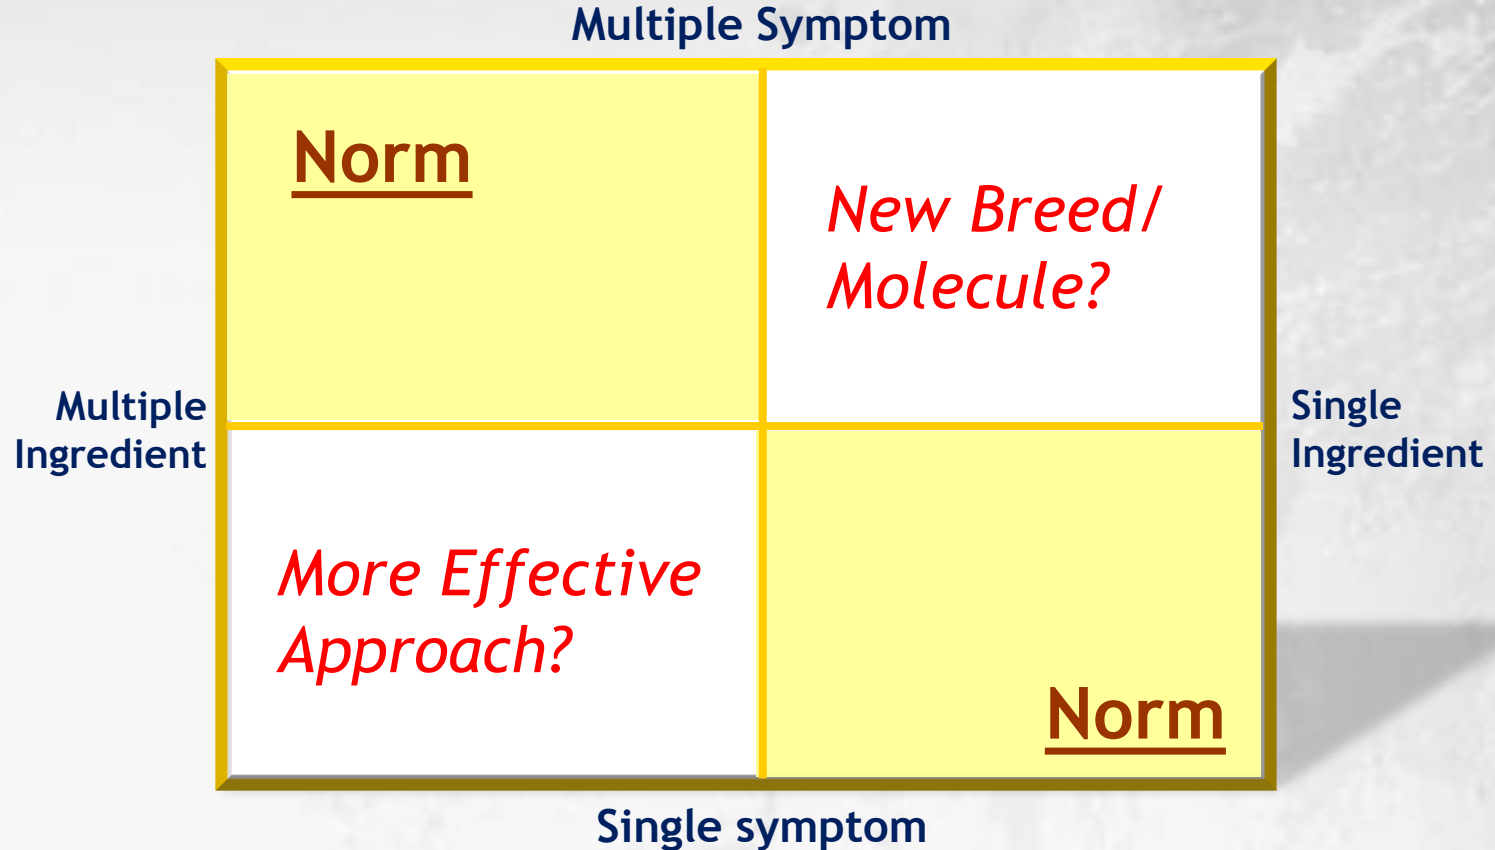 Multiple Symptom
Norm
New Breed/
Molecule?
Multiple
Ingredient
Single
Ingredient
More Effective
Approach?
Norm
Single symptom